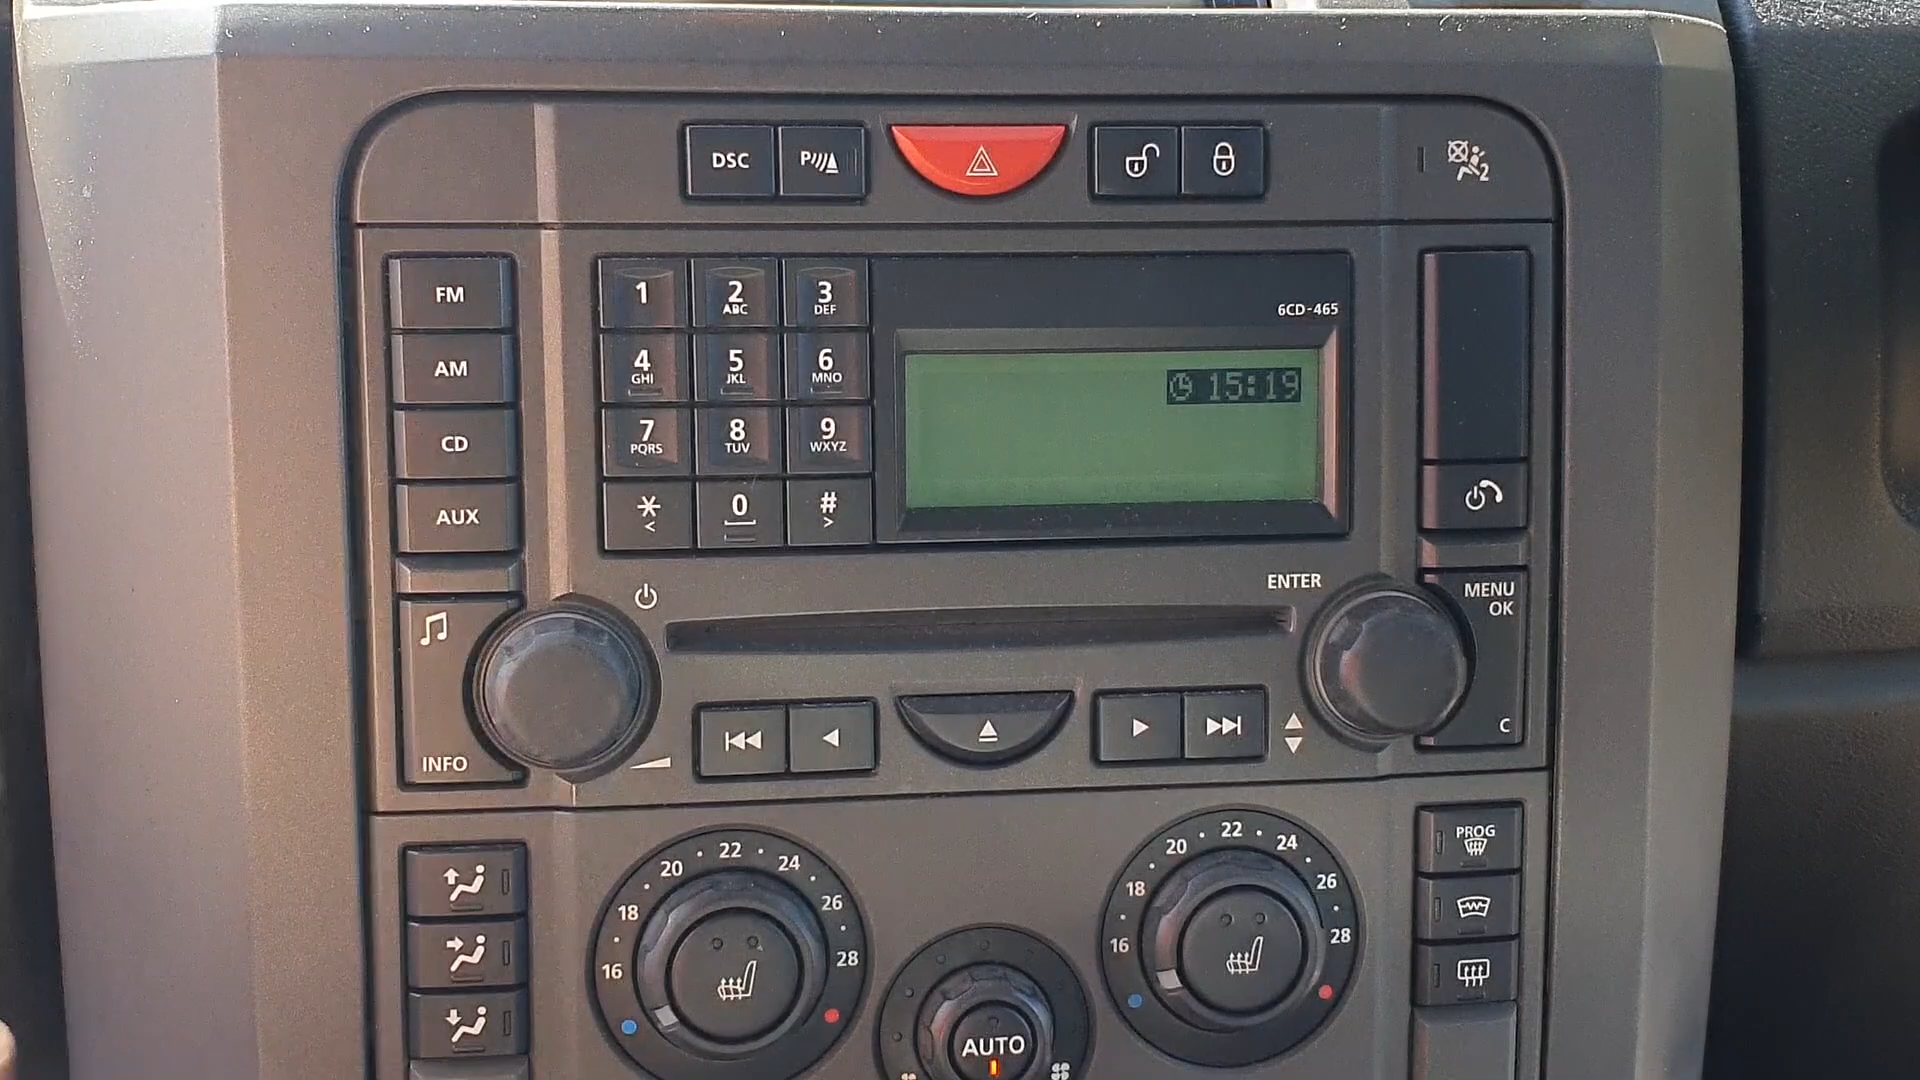 DSC
P
2
FM
AM
CD
AUX
INFO
1
2 ABC
3 DEF
4 GHI
5 JKL
6 MNO
7 PQRS
8 TUV
9 WXYZ
* <
0
# >
6CD-465
15:19
ENTER
MENU
OK
C
16 18 20 22 24 26 28
AUTO
16 18 20 22 24 26 28
PROG